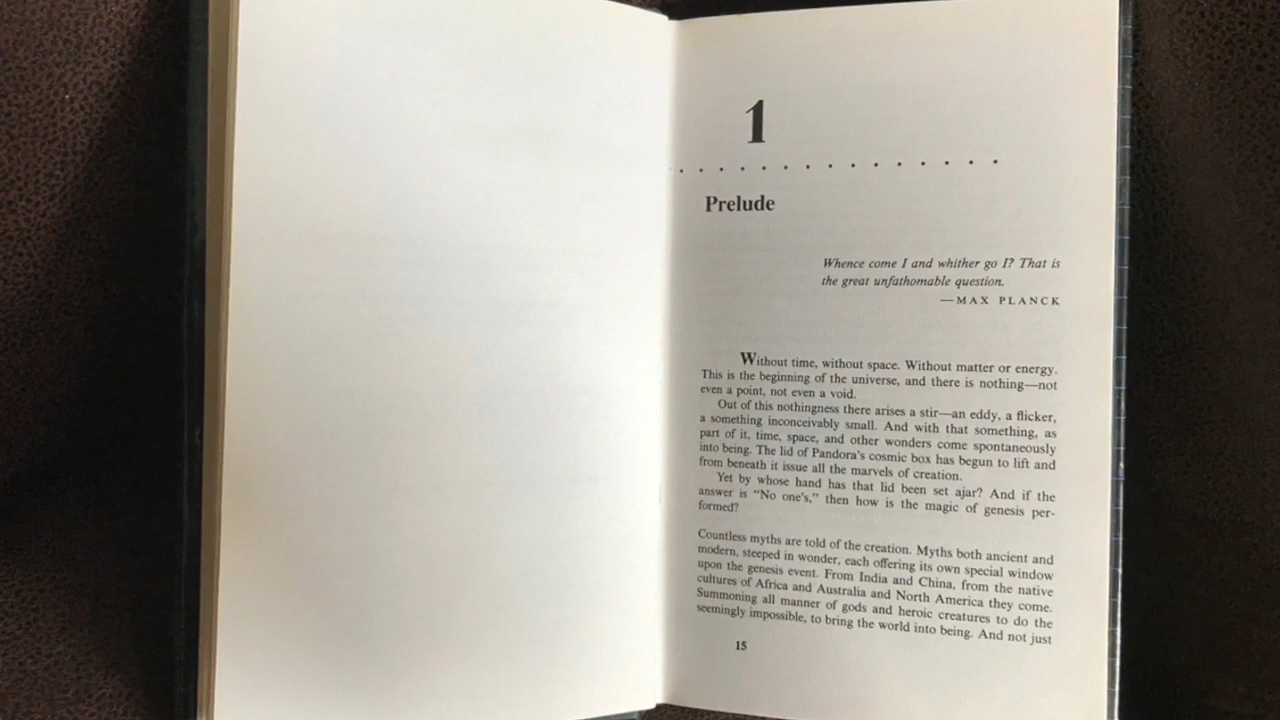 1
Prelude
Whence come I and whither go I? That is
the great unfathomable question.
—MAX PLANCK
Without time, without space. Without matter or energy.
This is the beginning of the universe, and there is nothing—not
even a point, not even a void.
Out of this nothingness there arises a stir—an eddy, a flicker,
a something inconceivably small. And with that something, as
part of it, time, space, and other wonders come spontaneously
into being. The lid of Pandora's cosmic box has begun to lift and
from beneath it issue all the marvels of creation.
Yet by whose hand has that lid been set ajar? And if the
answer is "No one's," then how is the magic of genesis per-
formed?
Countless myths are told of the creation. Myths both ancient and
modern, steeped in wonder, each offering its own special window
upon the genesis event. From India and China, from the native
cultures of Africa and Australia and North America they come.
Summoning all manner of gods and heroic creatures to do the
seemingly impossible, to bring the world into being. And not just
15